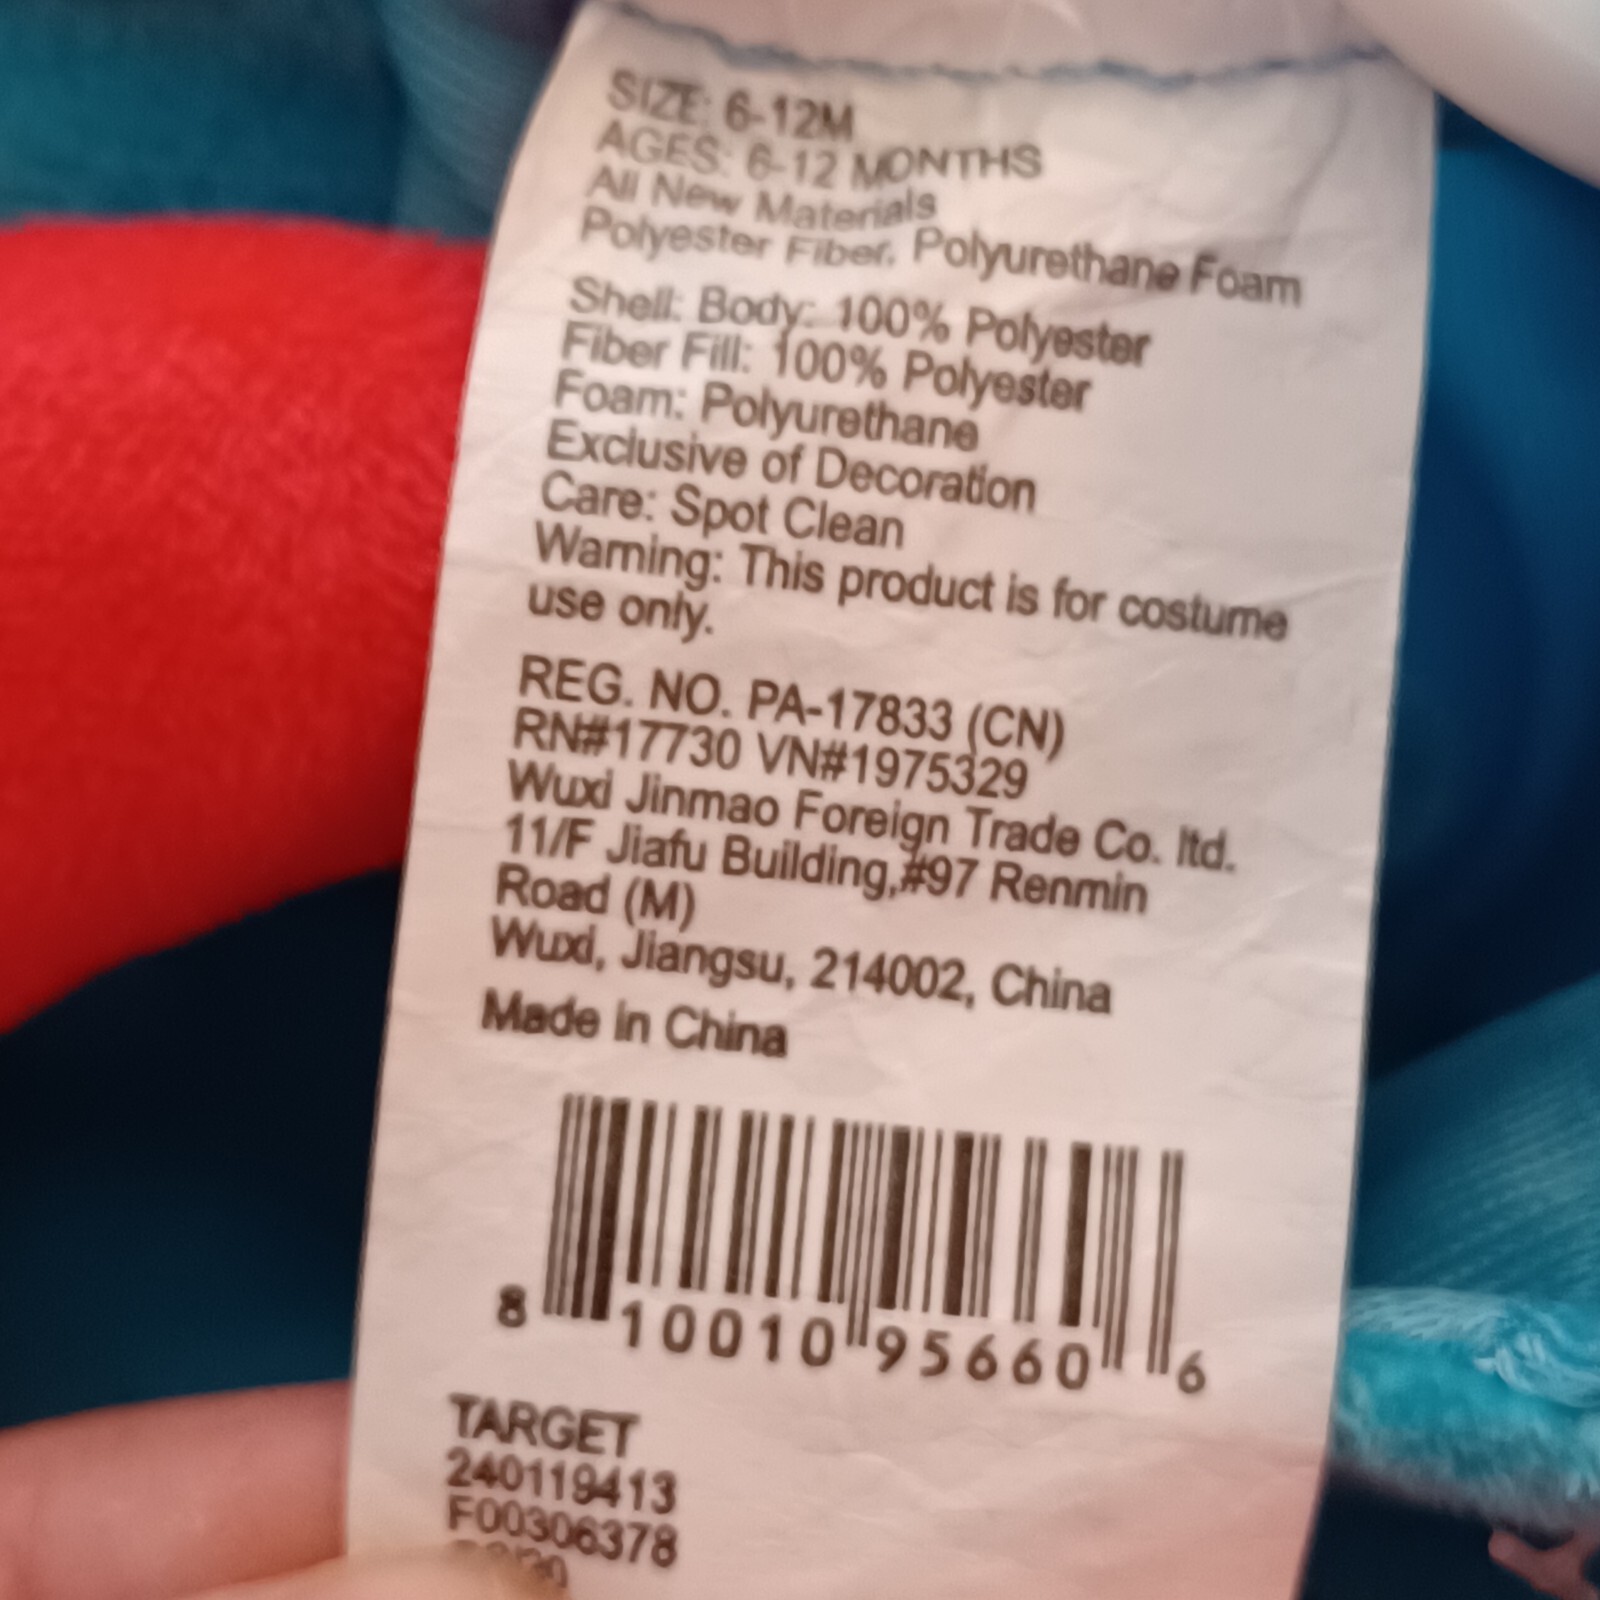 SIZE: 6-12M
AGES: 6-12 MONTHS
All New Materials
Polyester Fiber, Polyurethane Foam
Shell: Body: 100% Polyester
Fiber Fill: 100% Polyester
Foam: Polyurethane
Exclusive of Decoration
Care: Spot Clean
Warning: This product is for costume
use only.
REG. NO. PA-17833 (CN)
RN#17730 VN#1975329
Wuxi Jinmao Foreign Trade Co. ltd.
11/F Jiafu Building,#97 Renmin
Road (M)
Wuxi, Jiangsu, 214002, China
Made in China
8 10010 95660 6
TARGET
240119413
F00306378